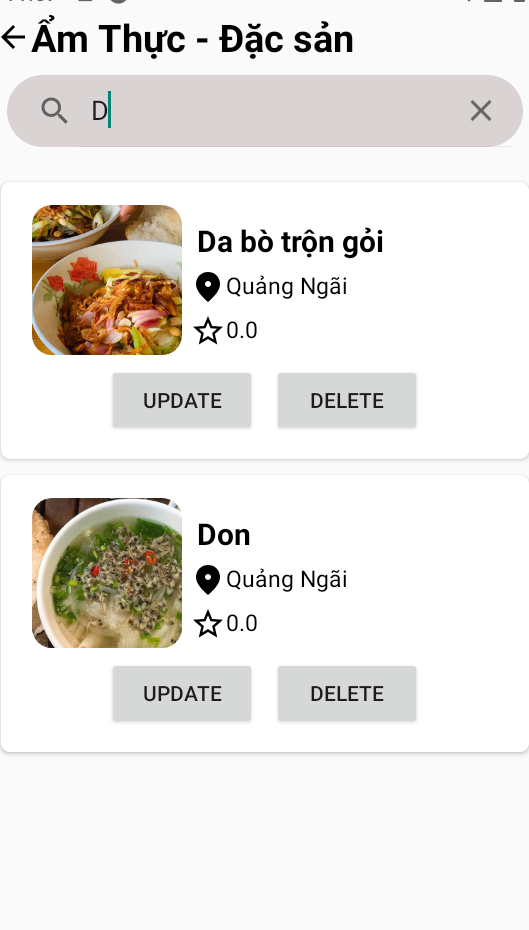 Ẩm Thực - Đặc sản
D
Da bò trộn gỏi
Quảng Ngãi
0.0
UPDATE DELETE
Don
Quảng Ngãi
0.0
UPDATE DELETE